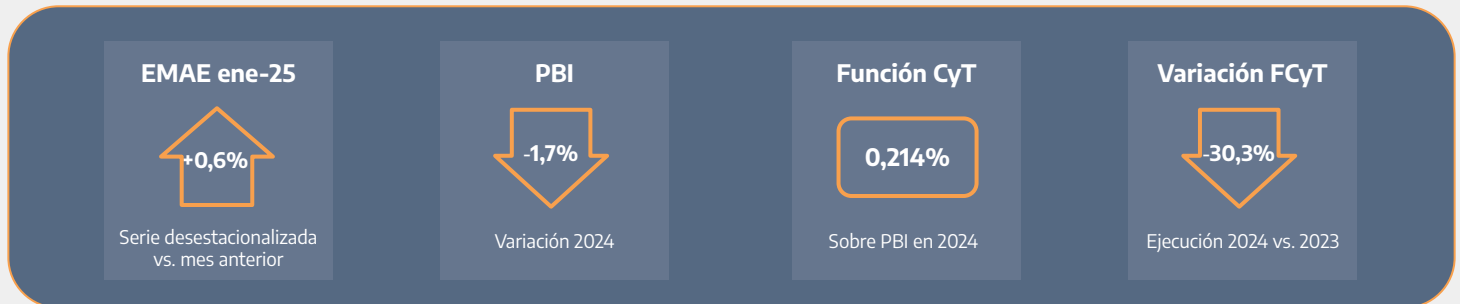 EMAE ene-25
+0,6%
Serie desestacionalizada
vs. mes anterior
PBI
-1,7%
Variación 2024
Función CyT
0,214%
Sobre PBI en 2024
Variación FCyT
-30,3%
Ejecución 2024 vs. 2023